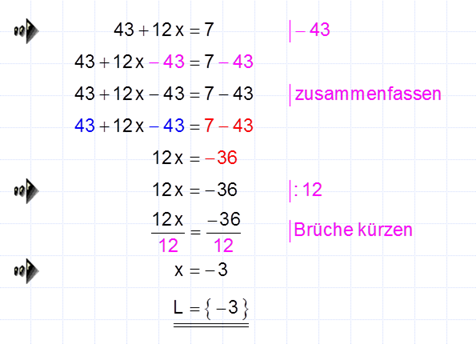 43 + 12x = 7 | − 43
43 + 12x − 43 = 7 − 43
43 + 12x − 43 = 7 − 43 | zusammenfassen
43 + 12x − 43 = 7 − 43
12x = −36
12x = −36 | : 12
12x/12 = −36/12 | Brüche kürzen
x = −3
L = { −3 }